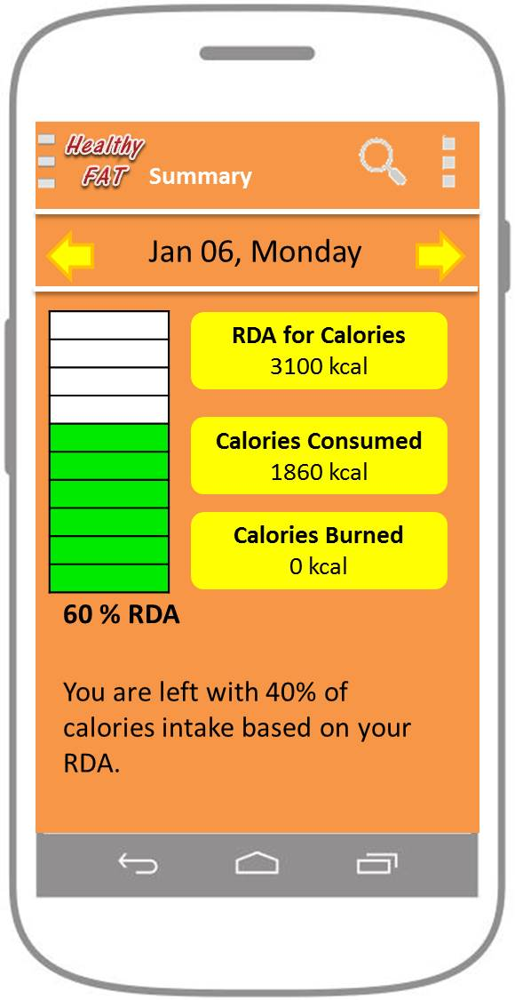 Healthy
FAT
Summary
Jan 06, Monday
RDA for Calories
3100 kcal
Calories Consumed
1860 kcal
Calories Burned
0 kcal
60 % RDA
You are left with 40% of
calories intake based on your
RDA.